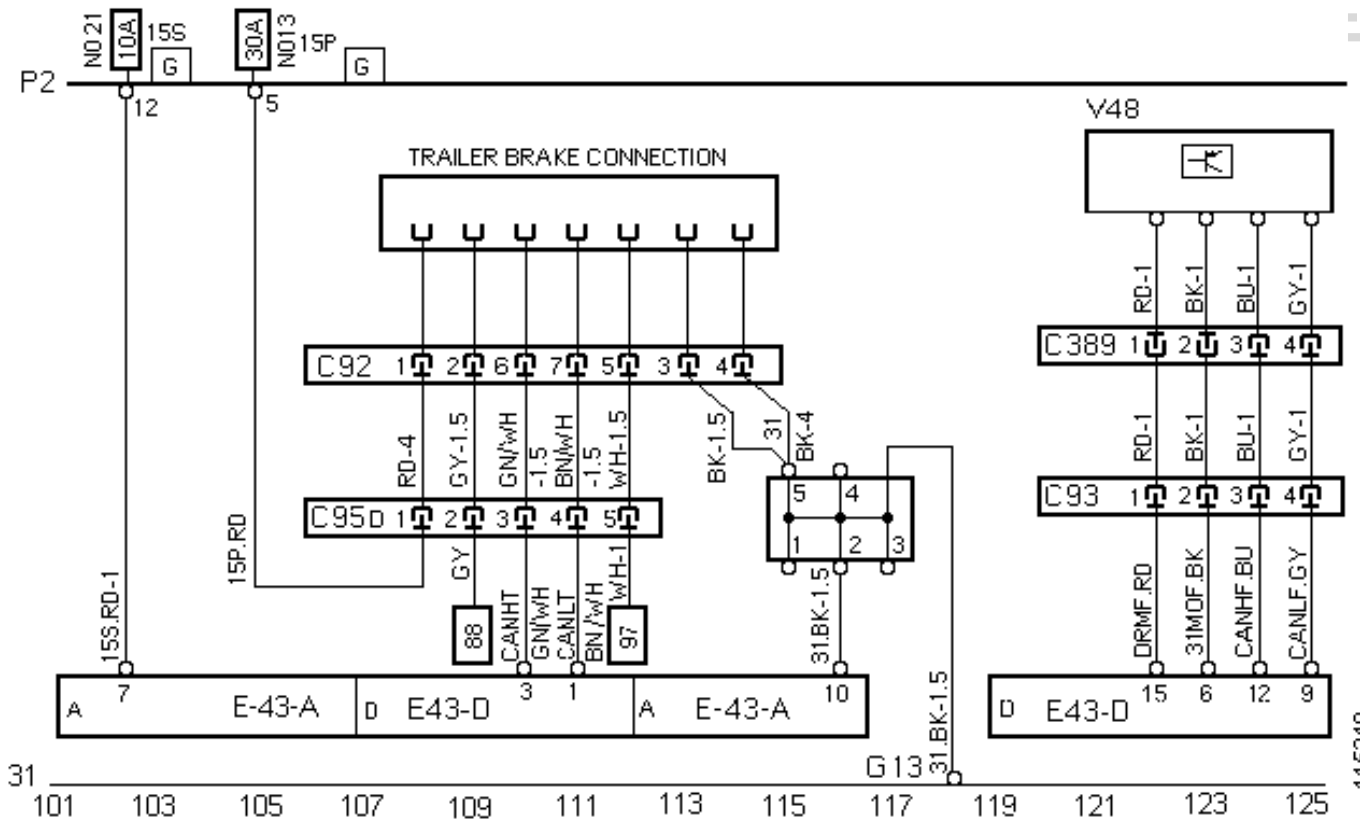 NO21 10A 15S G 30A NO13 15P G
P2
12 5
V48
TRAILER BRAKE CONNECTION
RD-1 BK-1 BU-1 GY-1
C92 1 2 6 7 5 3 4
C389 1 2 3 4
RD-4 GY-1.5 GN/WH -1.5 BN/WH -1.5 WH-1.5 BK-1.5 31 BK-4
RD-1 BK-1 BU-1 GY-1
C95D 1 2 3 4 5
5 4
1 2 3
C93 1 2 3 4
15S.RD-1 15P.RD GY CANHT GN/WH CANLT BN/WH WH-1 31.BK-1.5 31.BK-1.5
DRMF.RD 31MOF.BK CANHF.BU CANLF.GY
88 97
7 3 1 10 15 6 12 9
A E-43-A D E43-D A E-43-A D E43-D
G13
31
101 103 105 107 109 111 113 115 117 119 121 123 125